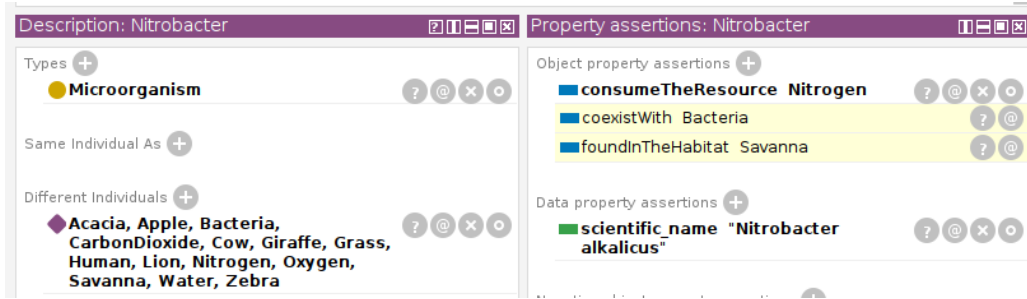 Description: Nitrobacter
Types
Microorganism
Same Individual As
Different Individuals
Acacia, Apple, Bacteria,
CarbonDioxide, Cow, Giraffe, Grass,
Human, Lion, Nitrogen, Oxygen,
Savanna, Water, Zebra
Property assertions: Nitrobacter
Object property assertions
consumeTheResource Nitrogen
coexistWith Bacteria
foundInTheHabitat Savanna
Data property assertions
scientific_name "Nitrobacter
alkalicus"